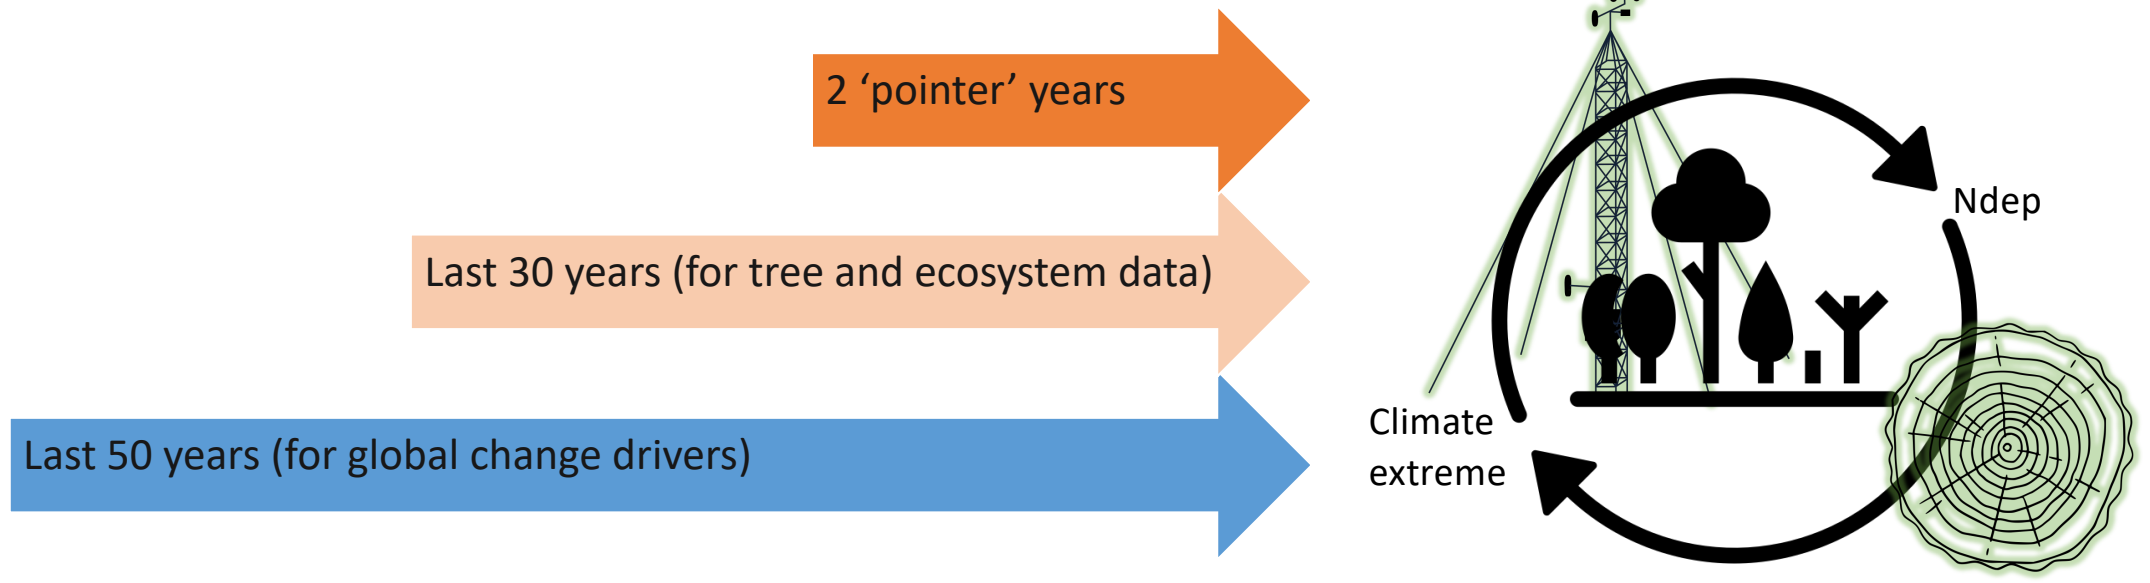 2 ‘pointer’ years
Last 30 years (for tree and ecosystem data)
Last 50 years (for global change drivers)
Ndep
Climate
extreme